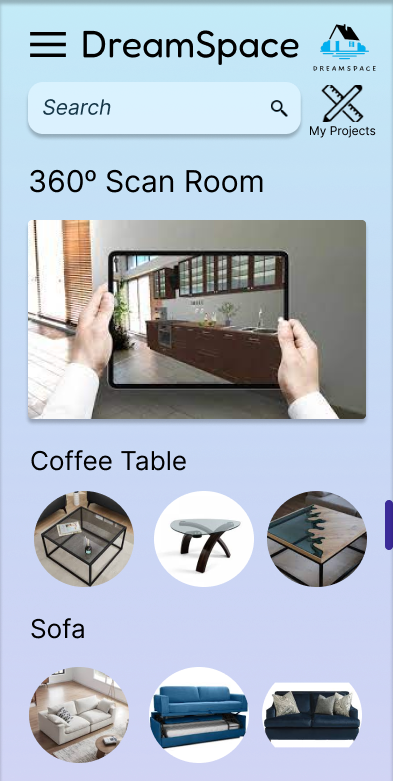 DreamSpace
DREAMSPACE
Search
My Projects
360º Scan Room
Coffee Table
Sofa